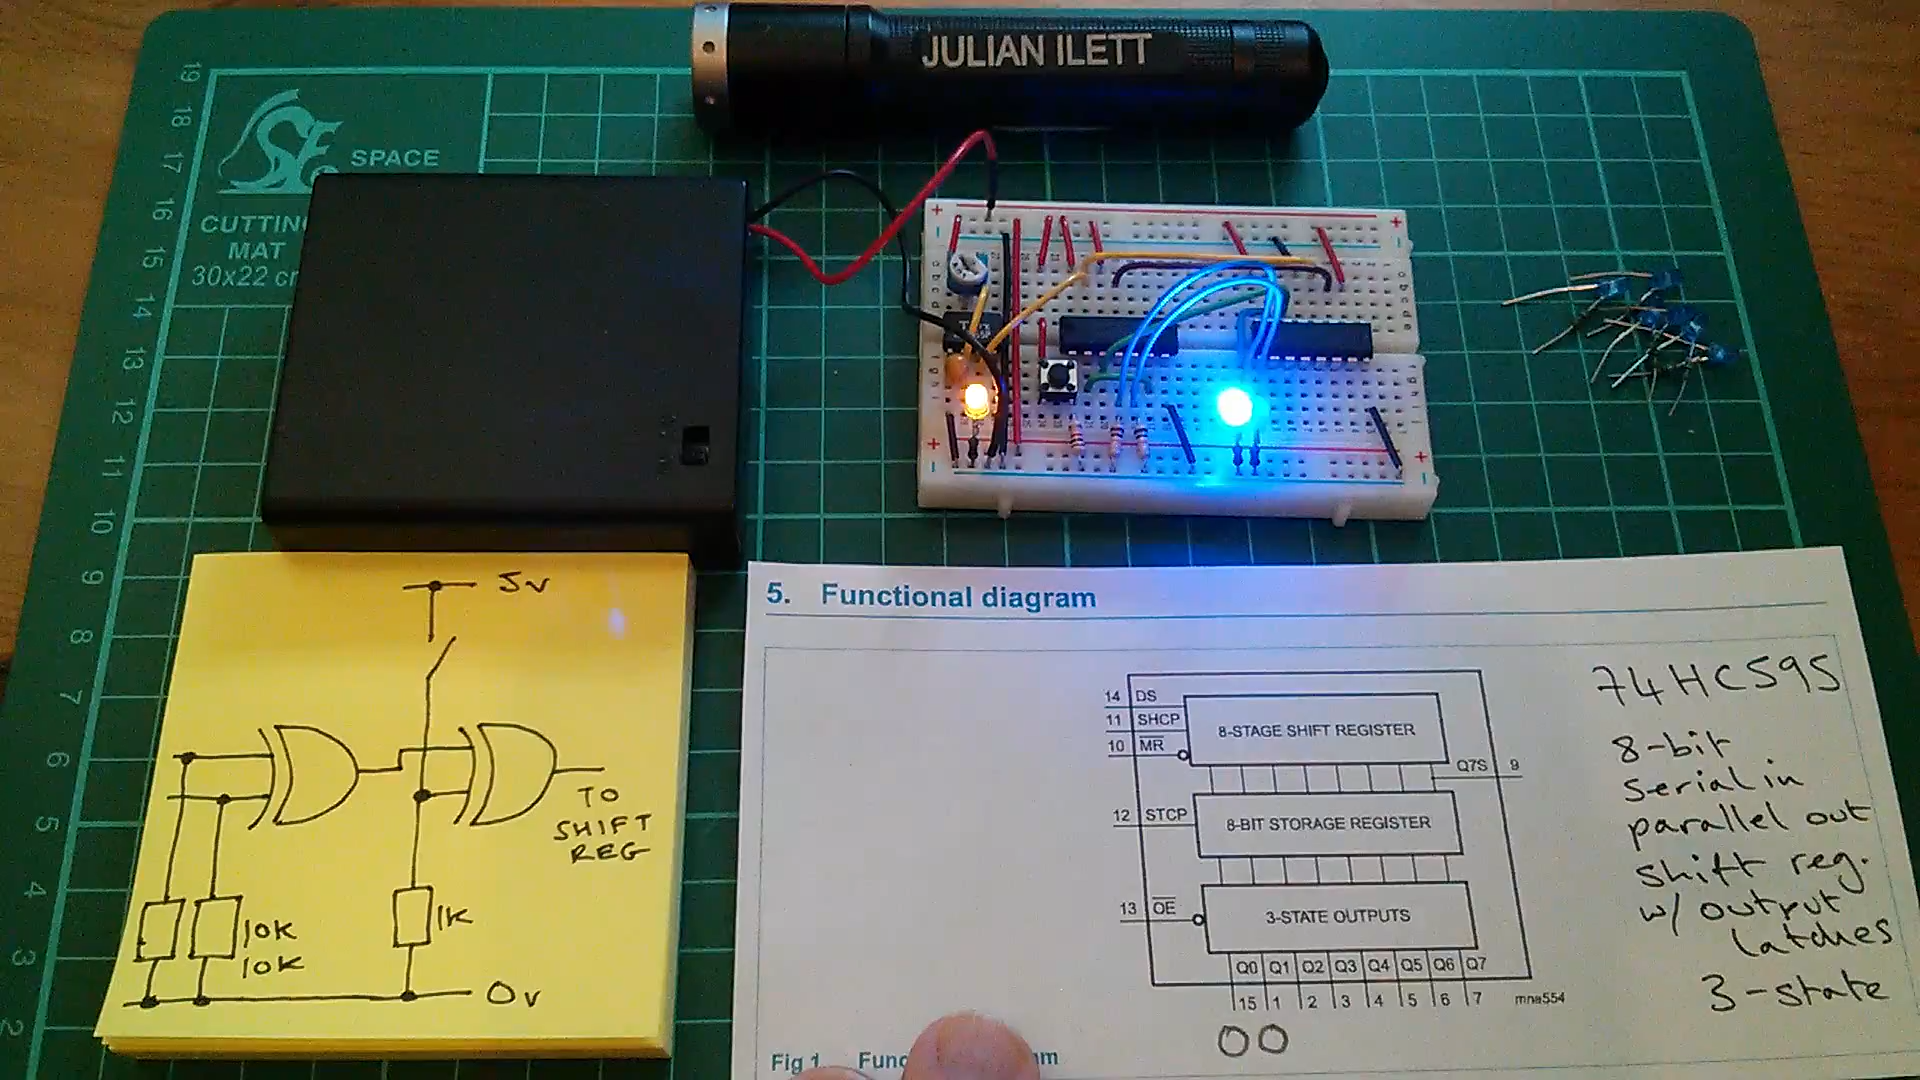 JULIAN ILETT
SPACE
CUTTING
MAT
30x22 cm
19
18
17
16
15
14
13
12
11
10
9
8
7
6
5
4
3
2
5v
TO
SHIFT
REG
10K
10K
1K
0v
5. Functional diagram
14 DS
11 SHCP
10 MR
8-STAGE SHIFT REGISTER
Q7S 9
12 STCP
8-BIT STORAGE REGISTER
13 OE
3-STATE OUTPUTS
Q0 Q1 Q2 Q3 Q4 Q5 Q6 Q7
15 1 2 3 4 5 6 7 mna554
00
Fig 1.
74HC595
8-bit
serial in
parallel out
shift reg.
w/ output
latches
3-state